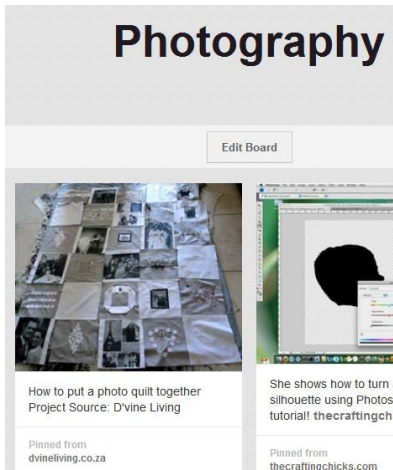 Photography
Edit Board
How to put a photo quilt together
Project Source: D'vine Living
Pinned from
dvineliving.co.za
She shows how to turn
silhouette using Photos
tutorial! thecraftingch
Pinned from
thecraftingchicks.com